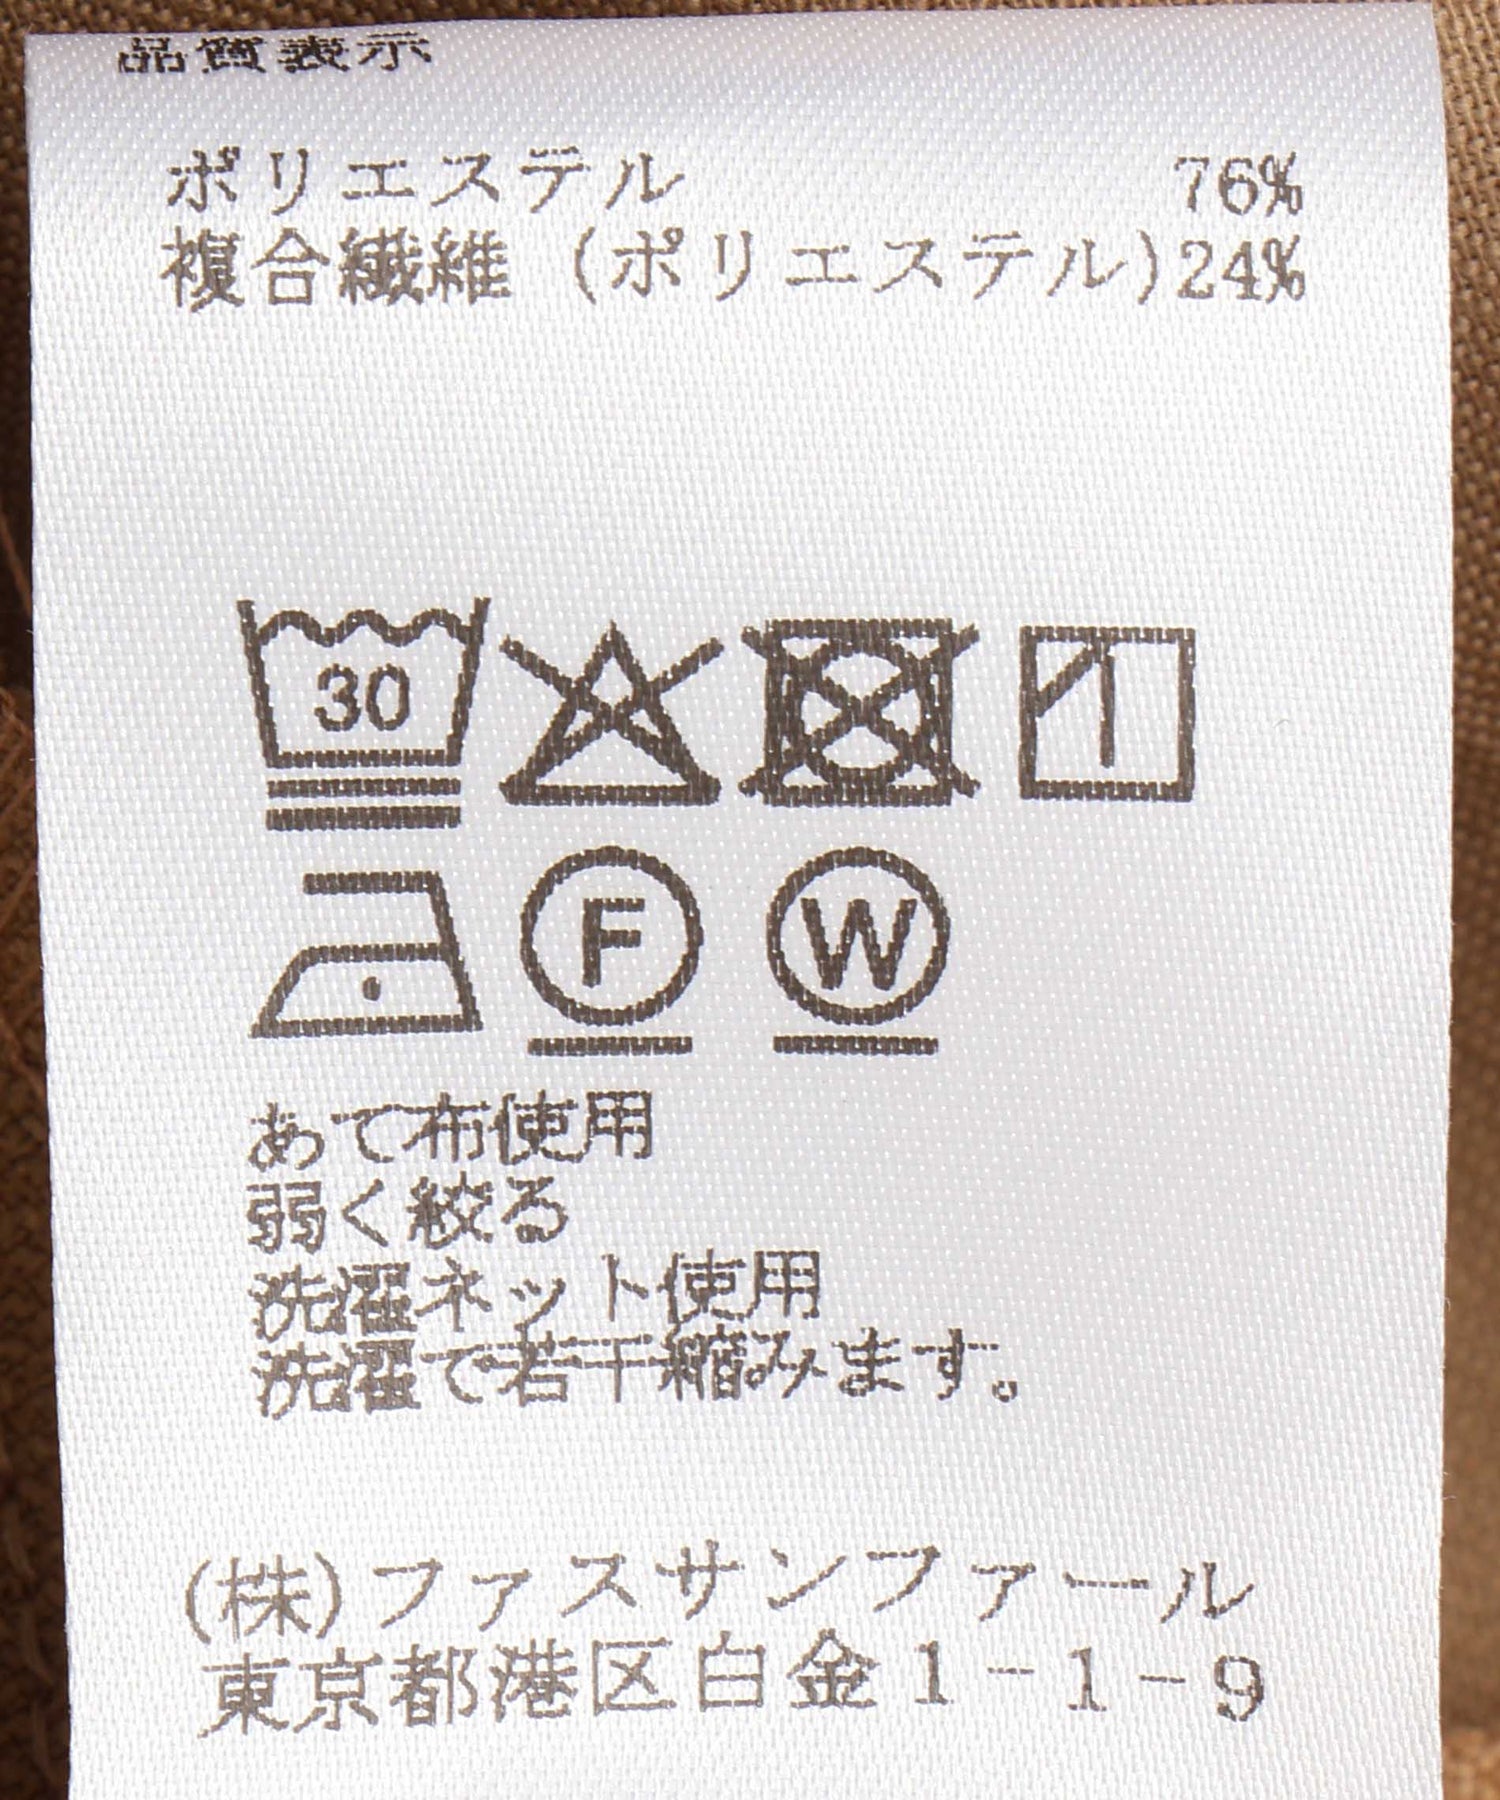 品質表示
ポリエステル 76%
複合繊維 (ポリエステル)24%
30
F W
あて布使用
弱く絞る
洗濯ネット使用
洗濯で若干縮みます。
(株)ファスサンファール
東京都港区白金1-1-9